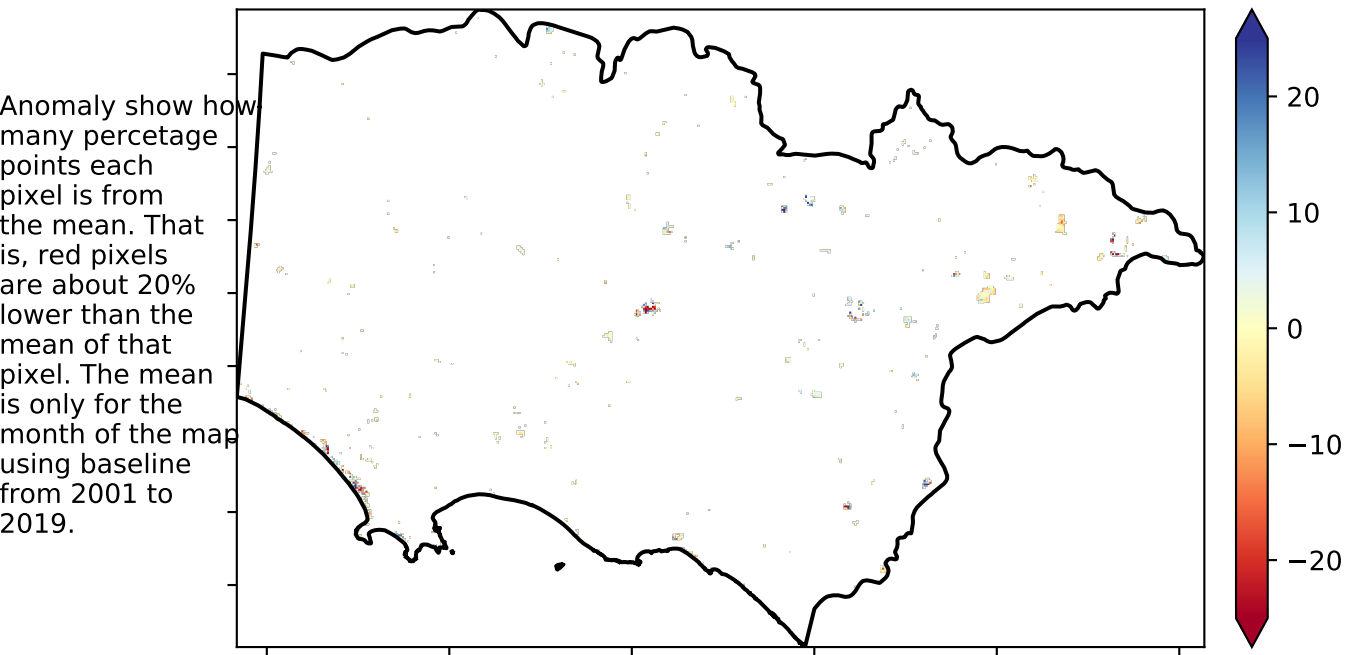 Anomaly show how
many percetage
points each
pixel is from
the mean. That
is, red pixels
are about 20%
lower than the
mean of that
pixel. The mean
is only for the
month of the map
using baseline
from 2001 to
2019.
20
10
0
−10
−20